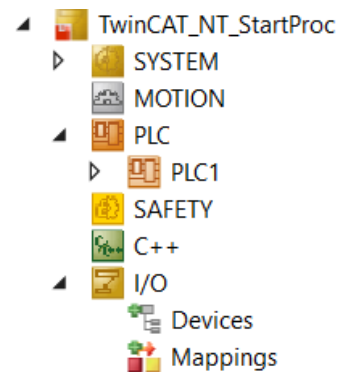 TwinCAT_NT_StartProc
SYSTEM
MOTION
PLC
PLC1
SAFETY
C++
I/O
Devices
Mappings